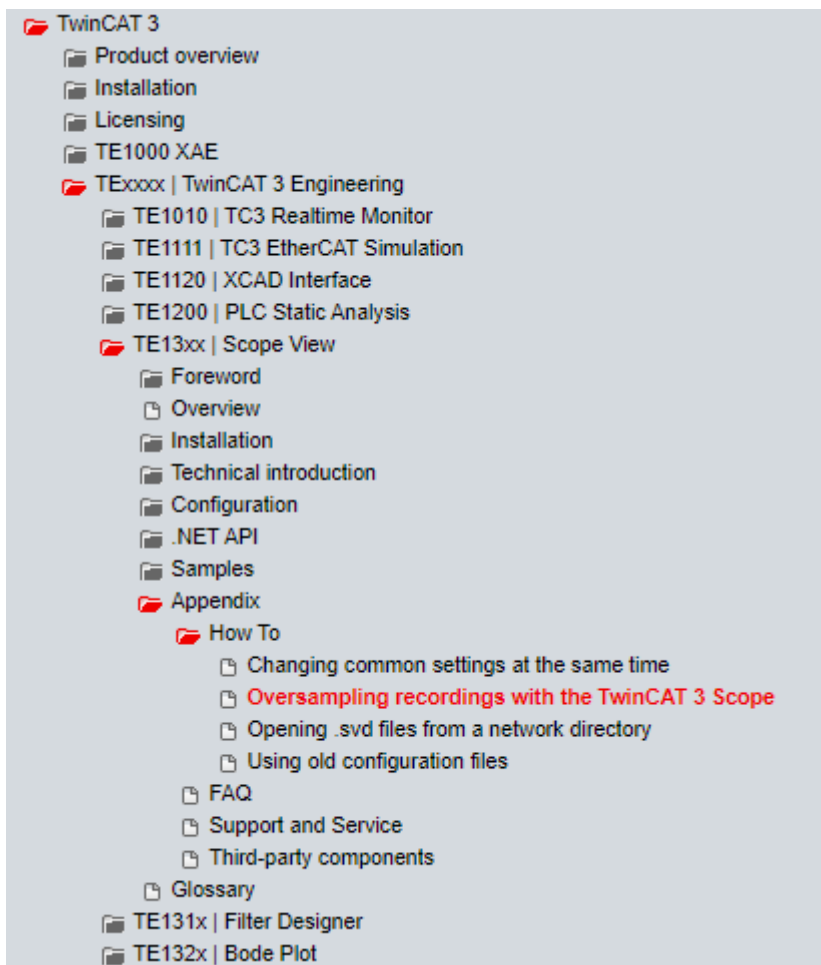 TwinCAT 3
Product overview
Installation
Licensing
TE1000 XAE
TExxxx | TwinCAT 3 Engineering
TE1010 | TC3 Realtime Monitor
TE1111 | TC3 EtherCAT Simulation
TE1120 | XCAD Interface
TE1200 | PLC Static Analysis
TE13xx | Scope View
Foreword
Overview
Installation
Technical introduction
Configuration
.NET API
Samples
Appendix
How To
Changing common settings at the same time
Oversampling recordings with the TwinCAT 3 Scope
Opening .svd files from a network directory
Using old configuration files
FAQ
Support and Service
Third-party components
Glossary
TE131x | Filter Designer
TE132x | Bode Plot